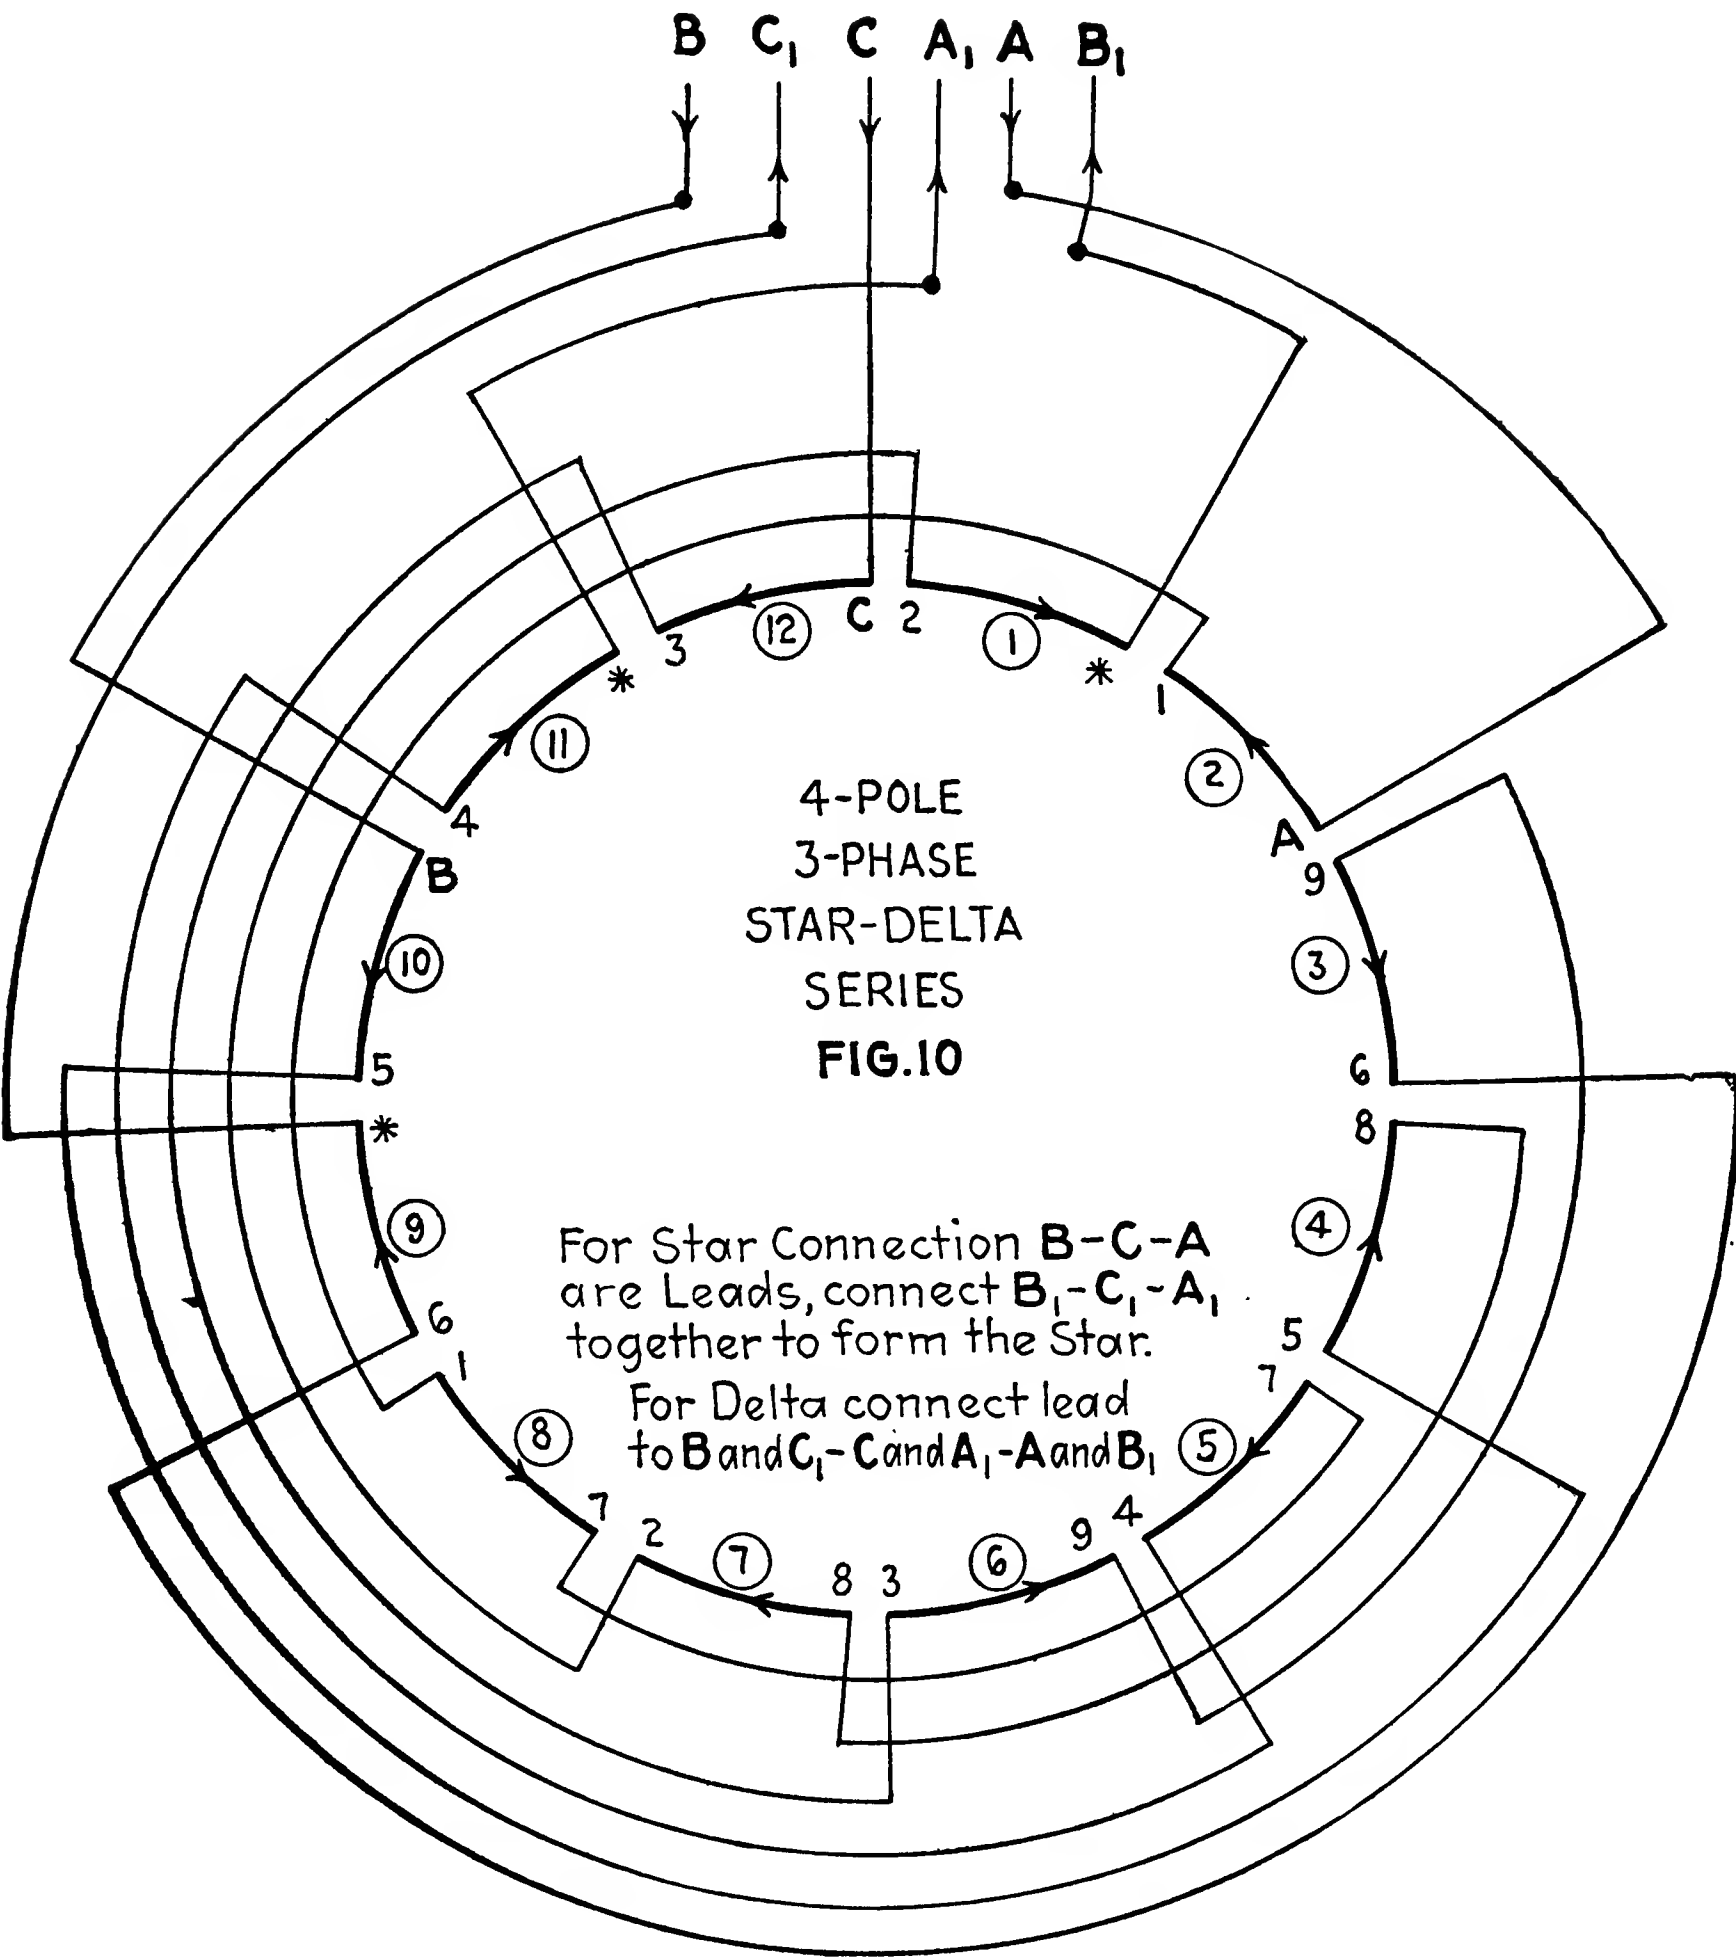 B C₁ C A₁ A B₁
C 2
12 1
3 * * 1
11 2
4 A
B 9
10 3
5 6
* 8
9 4
6 5
1 7
8 5
7 4
2 9
7 6
8 3
4-POLE
3-PHASE
STAR-DELTA
SERIES
FIG.10
For Star Connection B-C-A
are Leads, connect B₁-C₁-A₁
together to form the Star.
For Delta connect lead
to B and C₁-C and A₁-A and B₁